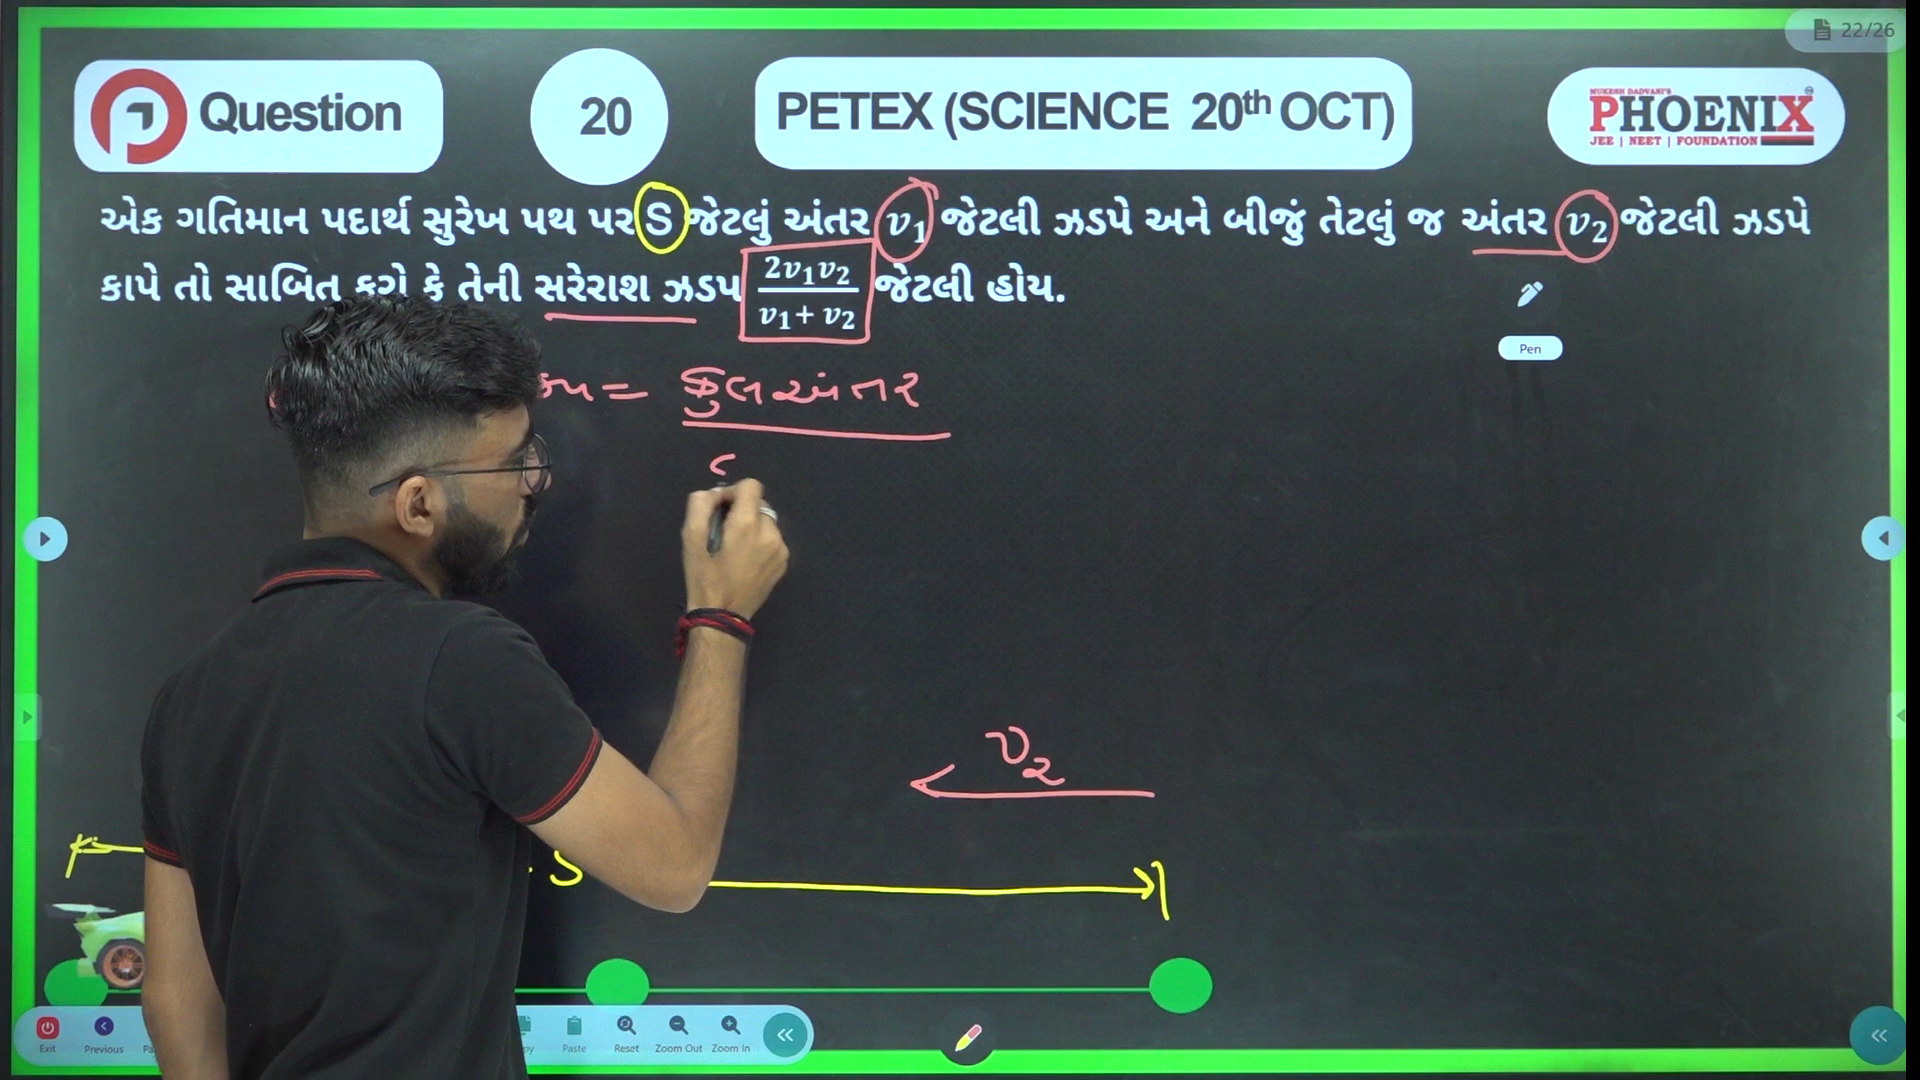 22/26
Question
20
PETEX (SCIENCE 20th OCT)
MUKESH DADVANI'S
PHOENIX
JEE | NEET | FOUNDATION
એક ગતિમાન પદાર્થ સુરેખ પથ પર S જેટલું અંતર v1 જેટલી ઝડપે અને બીજું તેટલું જ અંતર v2 જેટલી ઝડપે
કાપે તો સાબિત કરો કે તેની સરેરાશ ઝડપ 2v1v2 / v1 + v2 જેટલી હોય.
Pen
= કુલ અંતર
v2
S
Exit
Previous
Paste
Reset
Zoom Out
Zoom In